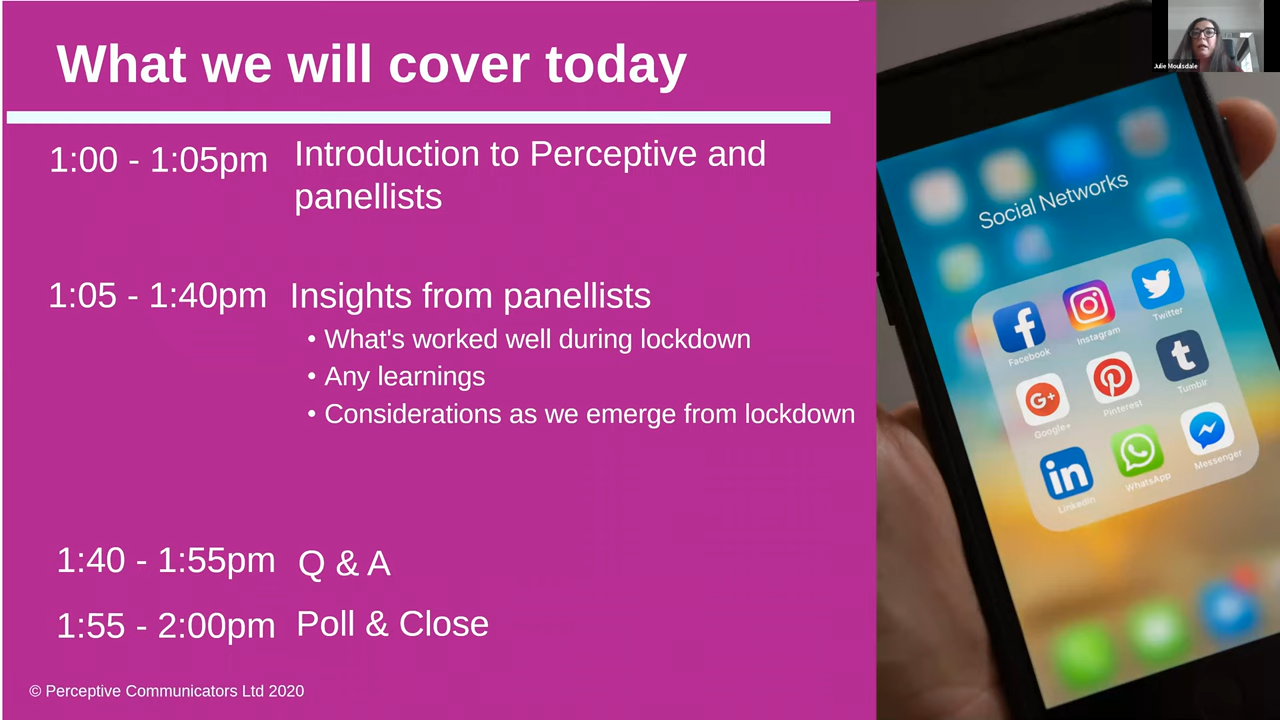 What we will cover today
1:00 - 1:05pm
Introduction to Perceptive and
panellists
1:05 - 1:40pm
Insights from panellists
• What's worked well during lockdown
• Any learnings
• Considerations as we emerge from lockdown
1:40 - 1:55pm
Q & A
1:55 - 2:00pm
Poll & Close
© Perceptive Communicators Ltd 2020
Julie Moulsdale
Social Networks
Facebook
Instagram
Twitter
Google+
Pinterest
Tumblr
LinkedIn
WhatsApp
Messenger